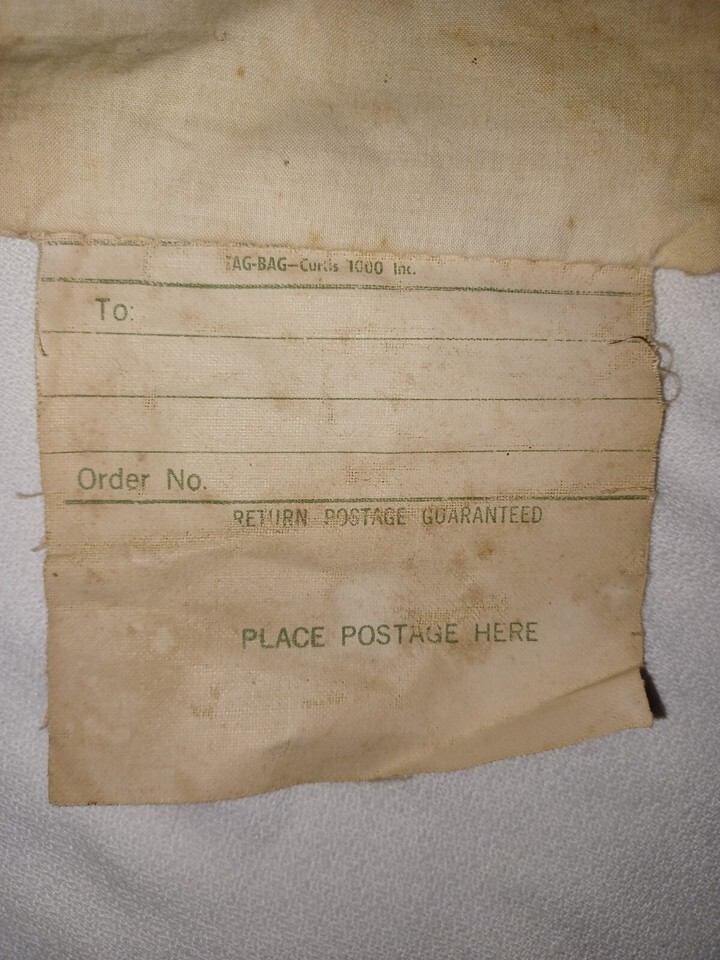 TAG-BAG—Curtis 1000 Inc.
To:
Order No.
RETURN POSTAGE GUARANTEED
PLACE POSTAGE HERE